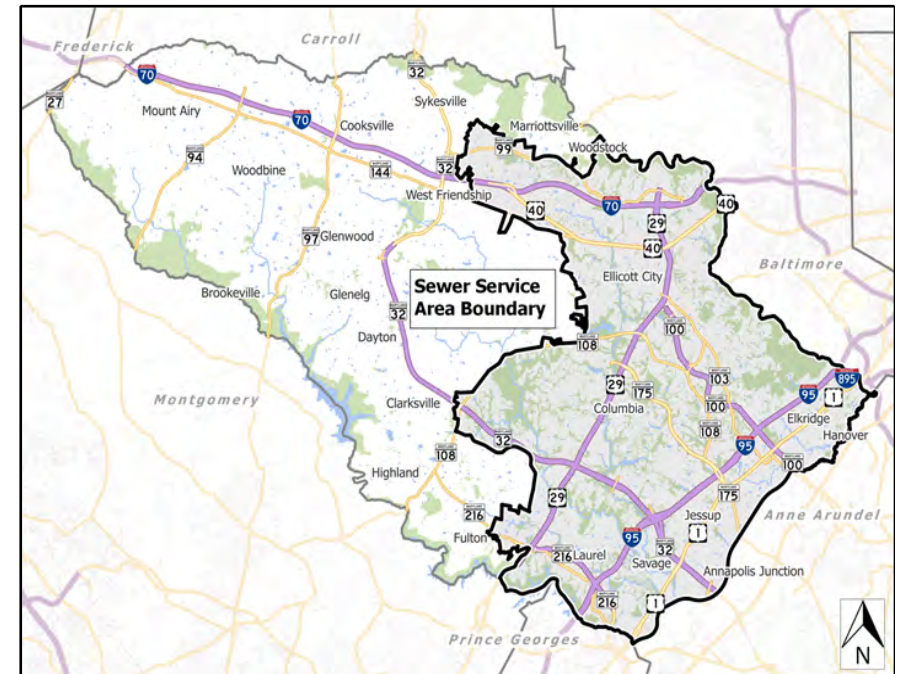 Frederick
Carroll
70
32
27
Mount Airy
Sykesville
70
Cooksville
Marriottsville
94
99
Woodstock
144
32
Woodbine
West Friendship
40
70
40
29
97
Glenwood
40
Baltimore
Ellicott City
Sewer Service
Area Boundary
Brookeville
Glenelg
32
100
Dayton
108
103
895
29
175
95
1
Montgomery
Clarksville
Columbia
100
Elkridge
108
Hanover
32
95
108
100
Highland
29
175
216
Jessup
Anne Arundel
Fulton
95
1
216
Laurel
32
Savage
Annapolis Junction
216
1
Prince Georges
N